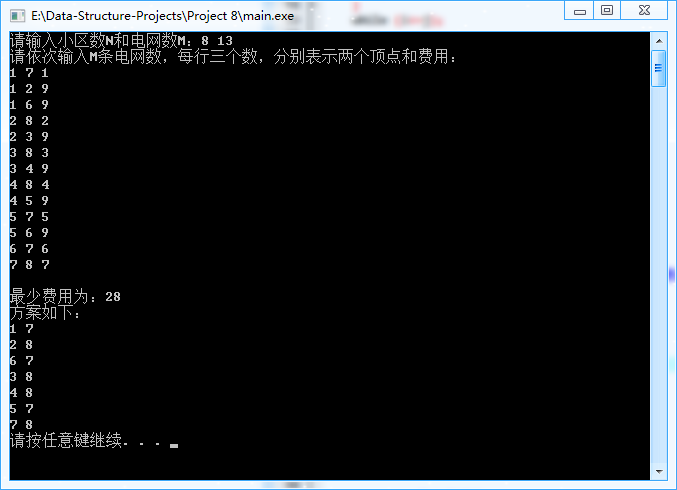 E:\Data-Structure-Projects\Project 8\main.exe
请输入小区数N和电网数M：8 13
请依次输入M条电网数，每行三个数，分别表示两个顶点和费用：
1 7 1
1 2 9
1 6 9
2 8 2
2 3 9
3 8 3
3 4 9
4 8 4
4 5 9
5 7 5
5 6 9
6 7 6
7 8 7
最少费用为：28
方案如下：
1 7
2 8
6 7
3 8
4 8
5 7
7 8
请按任意键继续. . .